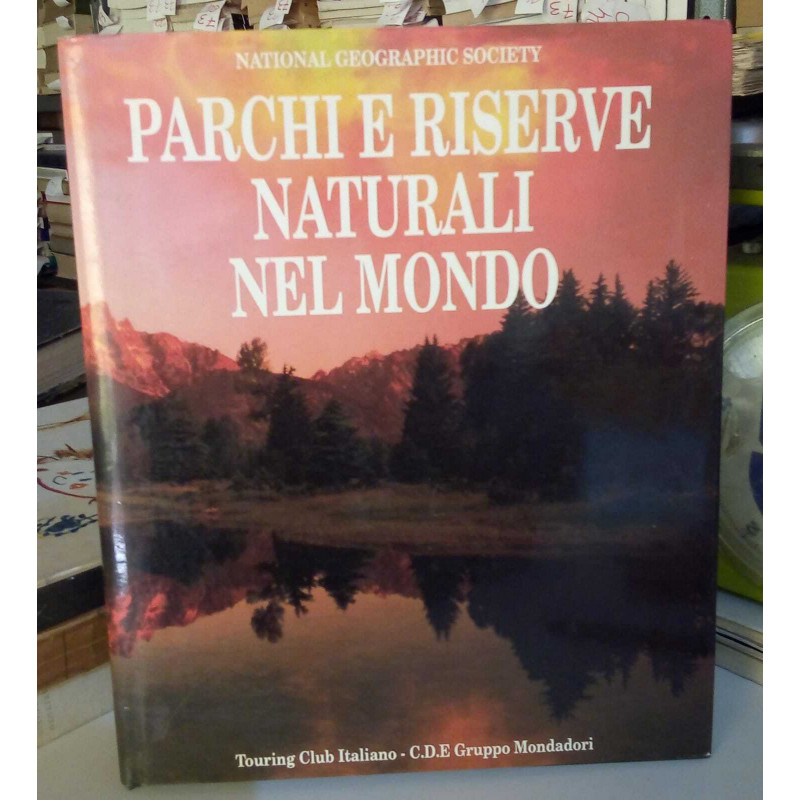 NATIONAL GEOGRAPHIC SOCIETY
PARCHI E RISERVE
NATURALI
NEL MONDO
Touring Club Italiano - C.D.E Gruppo Mondadori